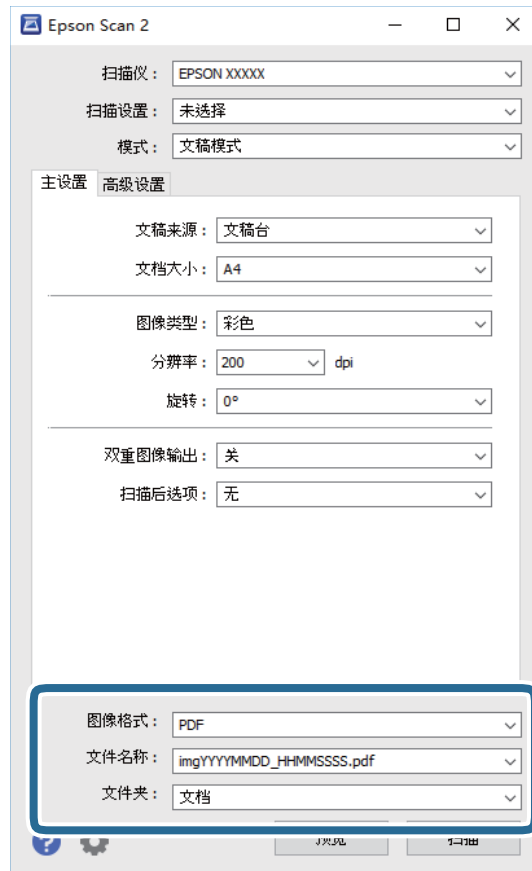 Epson Scan 2
扫描仪： EPSON XXXXX
扫描设置： 未选择
模式： 文稿模式
主设置 高级设置
文稿来源： 文稿台
文档大小： A4
图像类型： 彩色
分辨率： 200 dpi
旋转： 0°
双重图像输出： 关
扫描后选项： 无
图像格式： PDF
文件名称： imgYYYYMMDD_HHMMSSSS.pdf
文件夹： 文档
预览 扫描